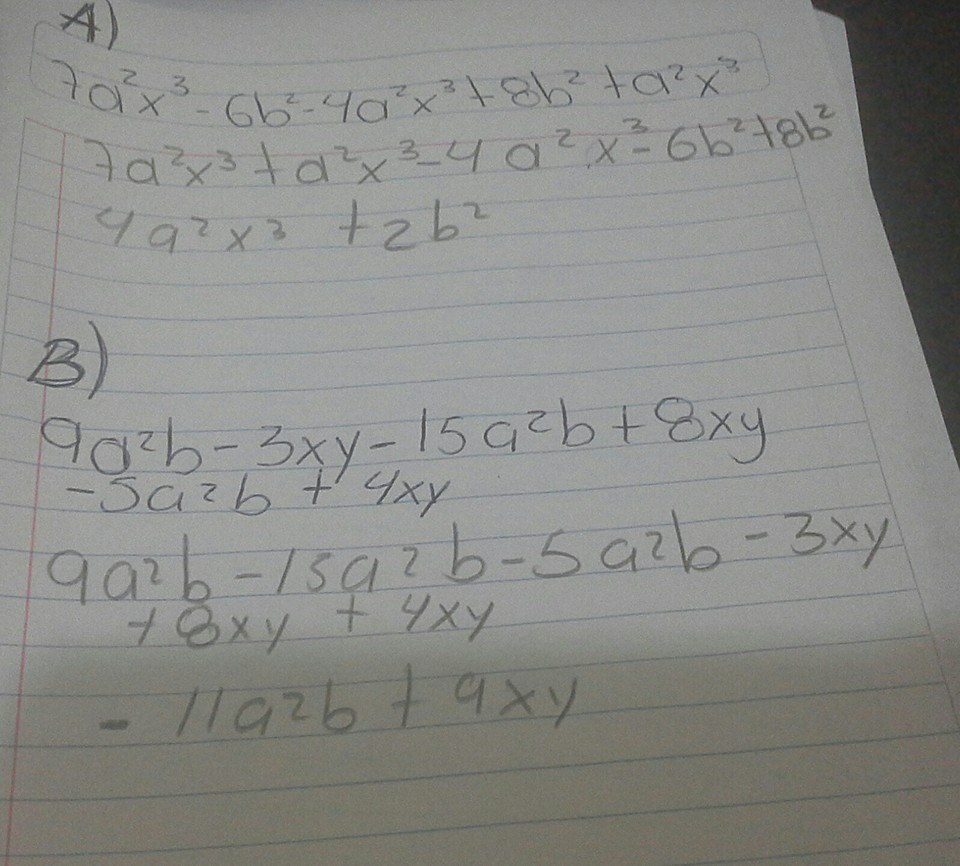 A)
7a²x³ - 6b² - 4a²x³ + 8b² + a²x³
7a²x³ + a²x³ - 4a²x³ - 6b² + 8b²
4a²x³ + 2b²
B)
9a²b - 3xy - 15a²b + 8xy
- 5a²b + 4xy
9a²b - 15a²b - 5a²b - 3xy
+ 8xy + 4xy
- 11a²b + 9xy